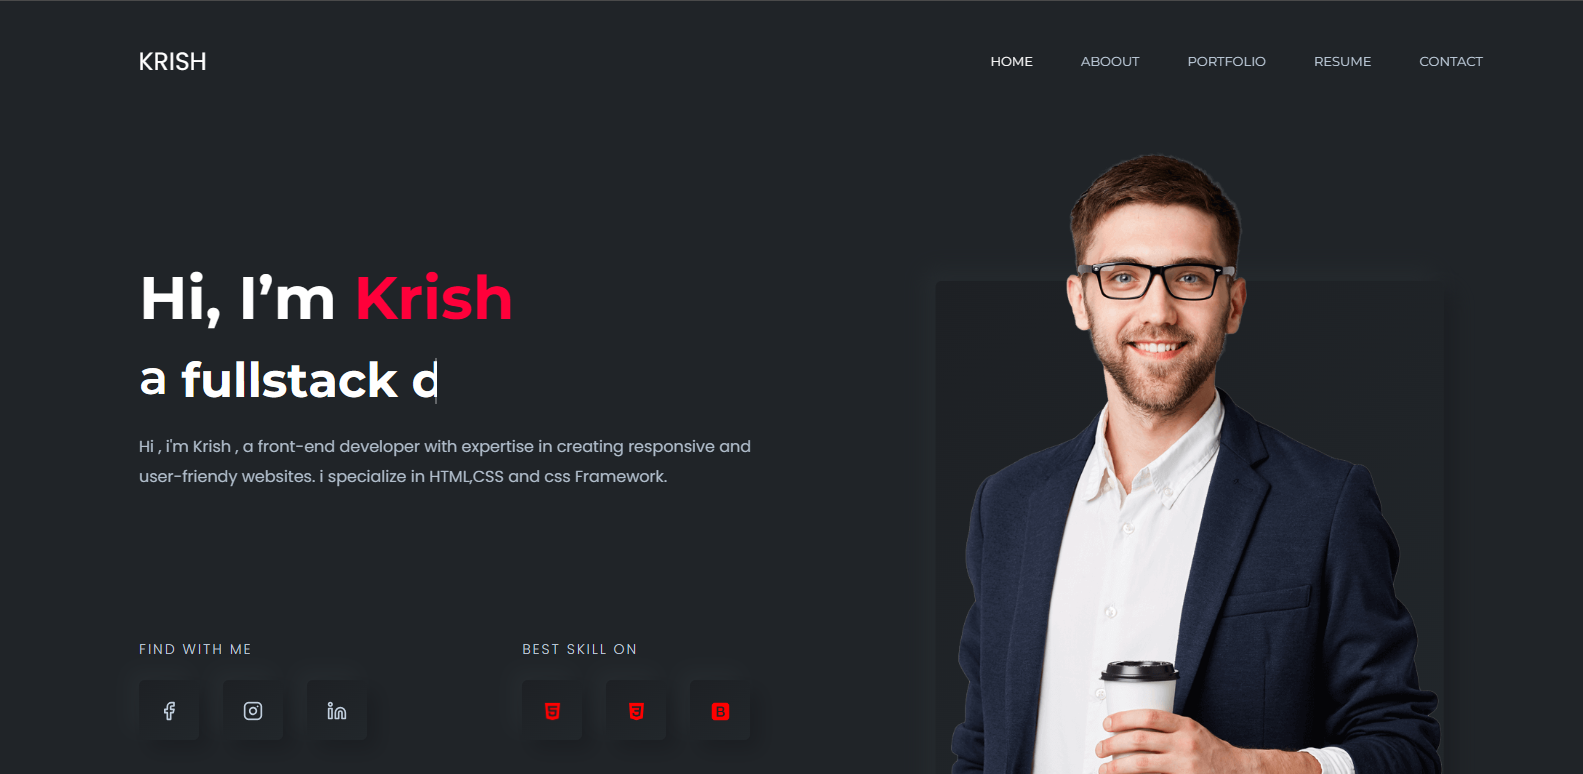 KRISH
HOME ABOOUT PORTFOLIO RESUME CONTACT
Hi, I’m Krish
a fullstack d
Hi , i'm Krish , a front-end developer with expertise in creating responsive and
user-friendy websites. i specialize in HTML,CSS and css Framework.
FIND WITH ME
BEST SKILL ON